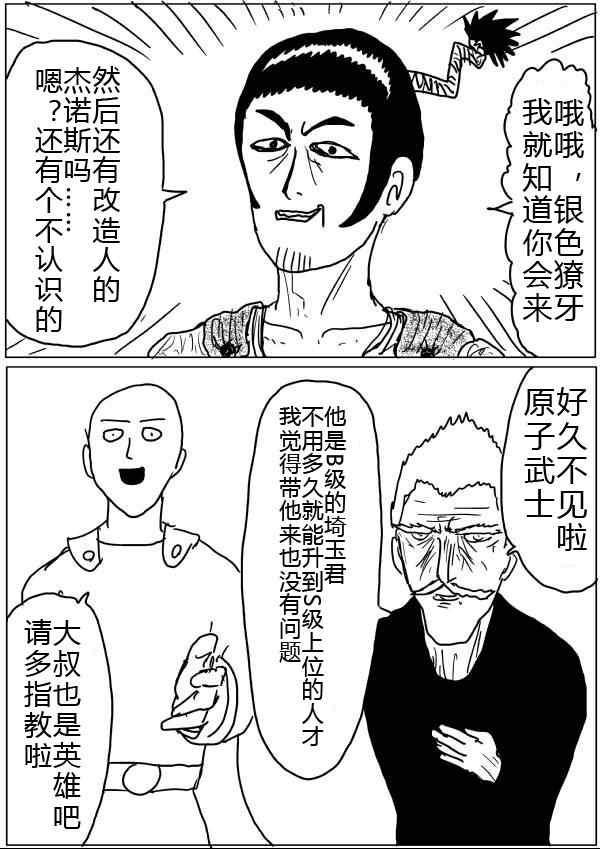 哦哦，银色獠牙
我就知道你会来
然后还有改造人的
杰诺斯吗……
嗯？还有个不认识的
好久不见啦
原子武士
他是B级的埼玉君
不用多久就能升到S级上位的人才
我觉得带他来也没有问题
大叔也是英雄吧
请多指教啦